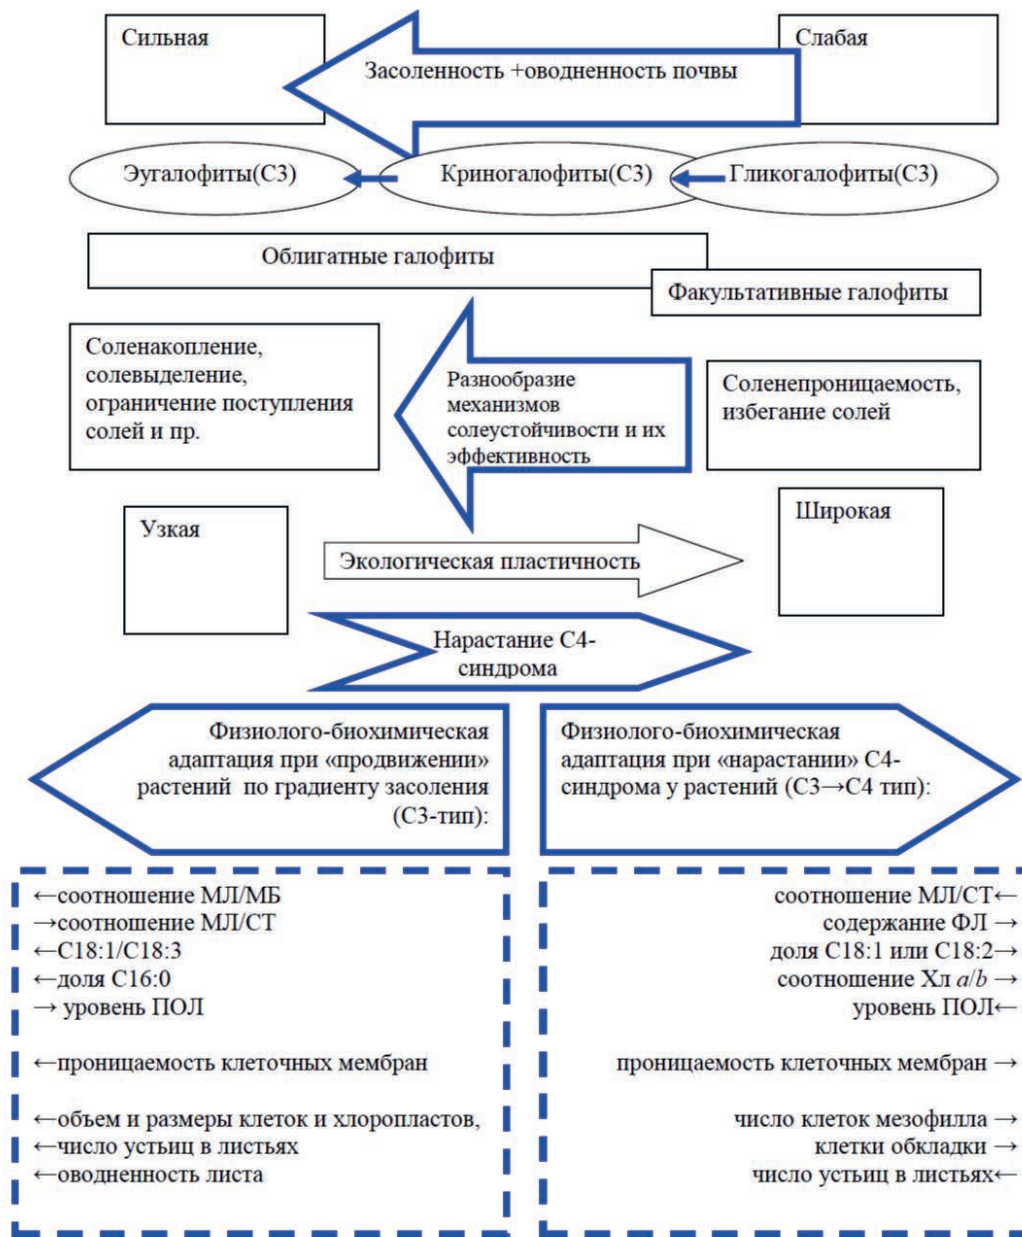 Сильная
Слабая
Засоленность +оводненность почвы
Эугалофиты(С3)
Криногалофиты(С3)
Гликогалофиты(С3)
Облигатные галофиты
Факультативные галофиты
Соленакопление,
солевыделение,
ограничение поступления
солей и пр.
Разнообразие
механизмов
солеустойчивости и их
эффективность
Соленепроницаемость,
избегание солей
Узкая
Широкая
Экологическая пластичность
Нарастание С4-
синдрома
Физиолого-биохимическая
адаптация при «продвижении»
растений по градиенту засоления
(С3-тип):
Физиолого-биохимическая
адаптация при «нарастании» С4-
синдрома у растений (С3→С4 тип):
←соотношение МЛ/МБ
→соотношение МЛ/СТ
←С18:1/С18:3
←доля С16:0
→ уровень ПОЛ
←проницаемость клеточных мембран
←объем и размеры клеток и хлоропластов,
←число устьиц в листьях
←оводненность листа
соотношение МЛ/СТ←
содержание ФЛ →
доля С18:1 или С18:2→
соотношение Хл a/b →
уровень ПОЛ←
проницаемость клеточных мембран →
число клеток мезофилла →
клетки обкладки →
число устьиц в листьях←